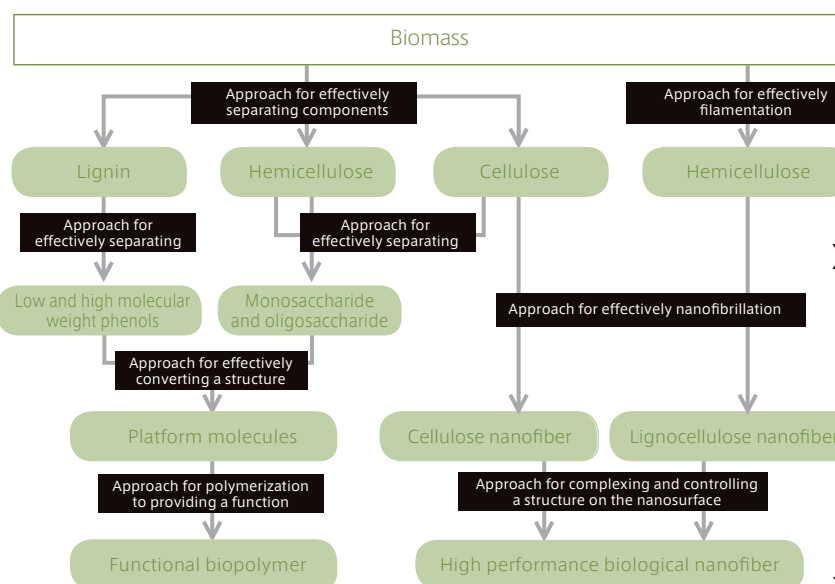 Biomass
Approach for effectively
separating components
Approach for effectively
filamentation
Lignin
Hemicellulose
Cellulose
Hemicellulose
Approach for
effectively separating
Approach for
effectively separating
Low and high molecular
weight phenols
Monosaccharide
and oligosaccharide
Approach for effectively nanofibrillation
Approach for effectively
converting a structure
Platform molecules
Cellulose nanofiber
Lignocellulose nanofiber
Approach for polymerization
to providing a function
Approach for complexing and controlling
a structure on the nanosurface
Functional biopolymer
High performance biological nanofiber